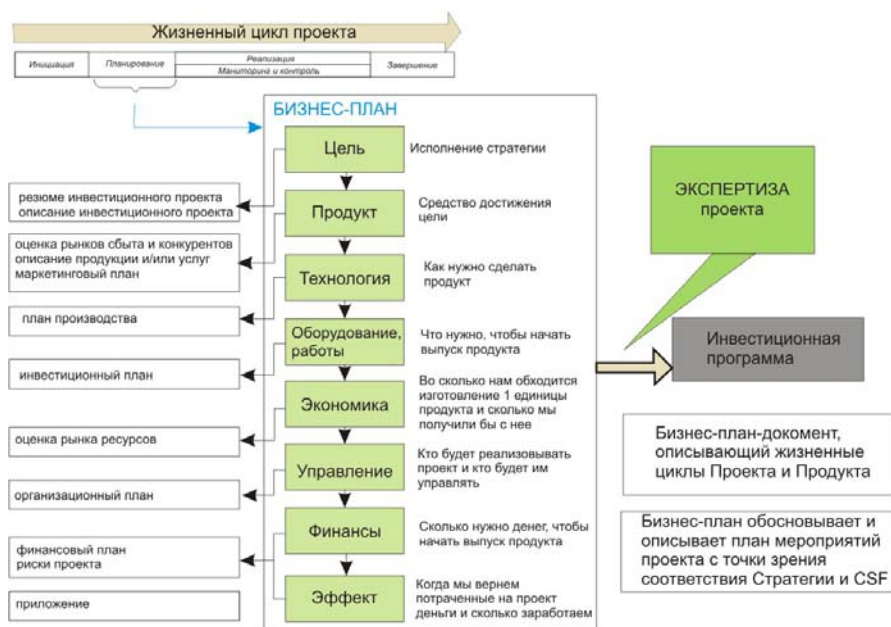 Жизненный цикл проекта
Инициация
Планирование
Реализация
Маниторинг и контроль
Завершение
БИЗНЕС-ПЛАН
Цель
Исполнение стратегии
резюме инвестиционного проекта
описание инвестиционного проекта
Продукт
Средство достижения
цели
оценка рынков сбыта и конкурентов
описание продукции и/или услуг
маркетинговый план
Технология
Как нужно сделать
продукт
план производства
Оборудование,
работы
Что нужно, чтобы начать
выпуск продукта
инвестиционный план
Экономика
Во сколько нам обходится
изготовление 1 единицы
продукта и сколько мы
получили бы с нее
оценка рынка ресурсов
Управление
Кто будет реализовывать
проект и кто будет им
управлять
организационный план
Финансы
Сколько нужно денег, чтобы
начать выпуск продукта
финансовый план
риски проекта
Эффект
Когда мы вернем
потраченные на проект
деньги и сколько заработаем
приложение
ЭКСПЕРТИЗА
проекта
Инвестиционная
программа
Бизнес-план-докомент,
описывающий жизненные
циклы Проекта и Продукта
Бизнес-план обосновывает и
описывает план мероприятий
проекта с точки зрения
соответствия Стратегии и CSF